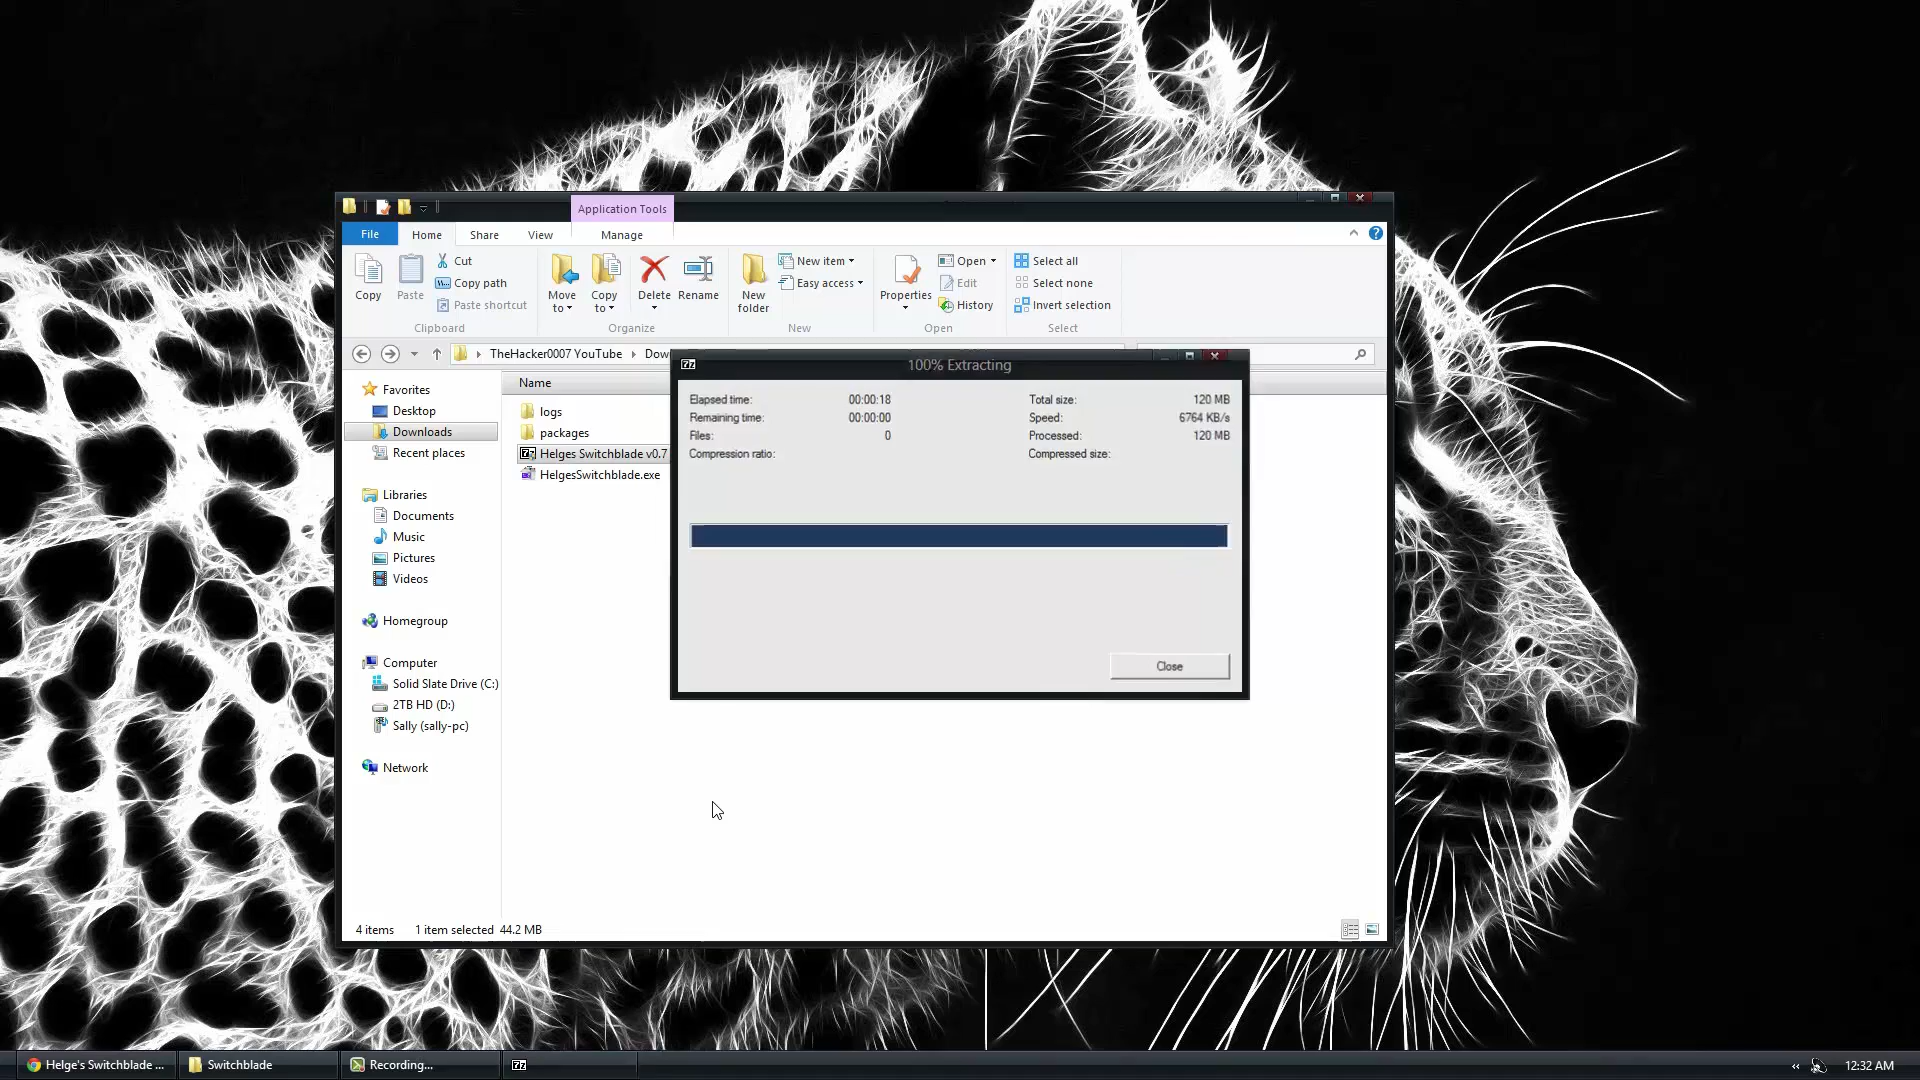 Application Tools
File Home Share View Manage
Copy
Paste
Cut
Copy path
Paste shortcut
Clipboard
Move to
Copy to
Delete
Rename
Organize
New folder
New item
Easy access
New
Properties
Open
Edit
History
Open
Select all
Select none
Invert selection
Select
TheHacker0007 YouTube Dow
Favorites
Desktop
Downloads
Recent places
Libraries
Documents
Music
Pictures
Videos
Homegroup
Computer
Solid Slate Drive (C:)
2TB HD (D:)
Sally (sally-pc)
Network
Name
logs
packages
Helges Switchblade v0.7
HelgesSwitchblade.exe
7z 100% Extracting
Elapsed time: 00:00:18 Total size: 120 MB
Remaining time: 00:00:00 Speed: 6764 KB/s
Files: 0 Processed: 120 MB
Compression ratio: Compressed size:
Close
4 items 1 item selected 44.2 MB
Helge's Switchblade ... Switchblade Recording... 7z « 12:32 AM